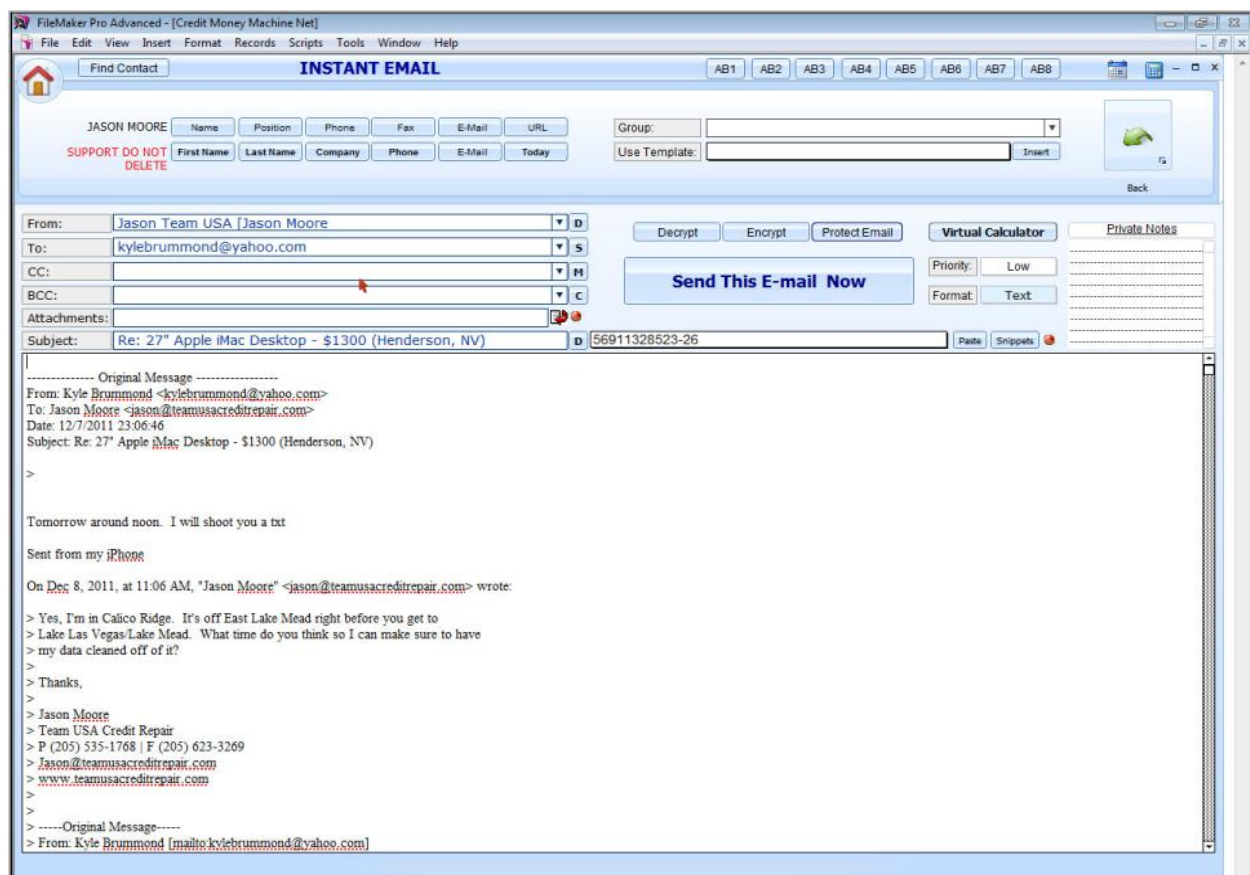 FileMaker Pro Advanced - [Credit Money Machine Net]
File Edit View Insert Format Records Scripts Tools Window Help
Find Contact INSTANT EMAIL AB1 AB2 AB3 AB4 AB5 AB6 AB7 AB8
JASON MOORE Name Position Phone Fax E-Mail URL Group:
SUPPORT DO NOT DELETE First Name Last Name Company Phone E-Mail Today Use Template: Insert
Back
From: Jason Team USA [Jason Moore D
Decrypt Encrypt Protect Email Virtual Calculator Private Notes
To: kylebrummond@yahoo.com S
CC: M
Send This E-mail Now Priority: Low
BCC: C
Format Text
Attachments:
Subject: Re: 27" Apple iMac Desktop - $1300 (Henderson, NV) D 56911328523-26 Paste Snippets
-------------- Original Message -----------------
From: Kyle Brummond <kylebrummond@yahoo.com>
To: Jason Moore <jason@teamusacreditrepair.com>
Date: 12/7/2011 23:06:46
Subject: Re: 27" Apple iMac Desktop - $1300 (Henderson, NV)
>
Tomorrow around noon.  I will shoot you a txt
Sent from my iPhone
On Dec 8, 2011, at 11:06 AM, "Jason Moore" <jason@teamusacreditrepair.com> wrote:
> Yes, I'm in Calico Ridge.  It's off East Lake Mead right before you get to
> Lake Las Vegas/Lake Mead.  What time do you think so I can make sure to have
> my data cleaned off of it?
>
> Thanks,
>
> Jason Moore
> Team USA Credit Repair
> P (205) 535-1768 | F (205) 623-3269
> Jason@teamusacreditrepair.com
> www.teamusacreditrepair.com
>
>
> -----Original Message-----
> From: Kyle Brummond [mailto:kylebrummond@yahoo.com]